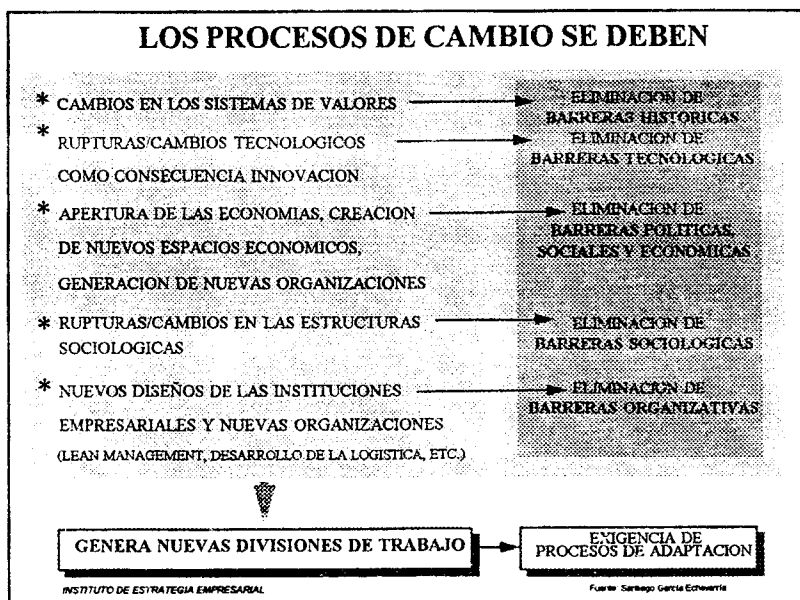 LOS PROCESOS DE CAMBIO SE DEBEN
* CAMBIOS EN LOS SISTEMAS DE VALORES
ELIMINACION DE
BARRERAS HISTORICAS
* RUPTURAS/CAMBIOS TECNOLOGICOS
COMO CONSECUENCIA INNOVACION
ELIMINACION DE
BARRERAS TECNOLOGICAS
* APERTURA DE LAS ECONOMIAS, CREACION
DE NUEVOS ESPACIOS ECONOMICOS,
GENERACION DE NUEVAS ORGANIZACIONES
ELIMINACION DE
BARRERAS POLITICAS,
SOCIALES Y ECONOMICAS
* RUPTURAS/CAMBIOS EN LAS ESTRUCTURAS
SOCIOLOGICAS
ELIMINACION DE
BARRERAS SOCIOLOGICAS
* NUEVOS DISEÑOS DE LAS INSTITUCIONES
EMPRESARIALES Y NUEVAS ORGANIZACIONES
(LEAN MANAGEMENT, DESARROLLO DE LA LOGISTICA, ETC.)
ELIMINACION DE
BARRERAS ORGANIZATIVAS
GENERA NUEVAS DIVISIONES DE TRABAJO
EXIGENCIA DE
PROCESOS DE ADAPTACION
INSTITUTO DE ESTRATEGIA EMPRESARIAL
Fuente: Santiago García Echevarría